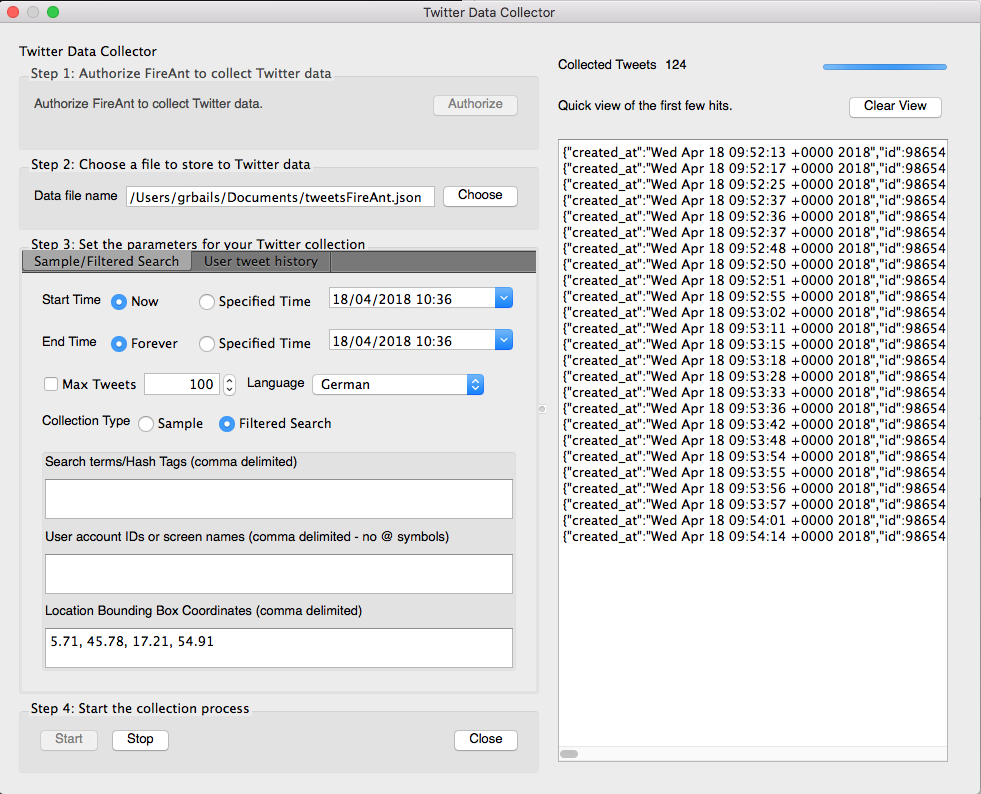 Twitter Data Collector
Twitter Data Collector
Step 1: Authorize FireAnt to collect Twitter data
Authorize FireAnt to collect Twitter data.
Authorize
Step 2: Choose a file to store to Twitter data
Data file name
/Users/grbails/Documents/tweetsFireAnt.json
Choose
Step 3: Set the parameters for your Twitter collection
Sample/Filtered Search
User tweet history
Start Time
Now
Specified Time
18/04/2018 10:36
End Time
Forever
Specified Time
18/04/2018 10:36
Max Tweets
100
Language
German
Collection Type
Sample
Filtered Search
Search terms/Hash Tags (comma delimited)
User account IDs or screen names (comma delimited - no @ symbols)
Location Bounding Box Coordinates (comma delimited)
5.71, 45.78, 17.21, 54.91
Step 4: Start the collection process
Start
Stop
Close
Collected Tweets 124
Quick view of the first few hits.
Clear View
{"created_at":"Wed Apr 18 09:52:13 +0000 2018","id":98654
{"created_at":"Wed Apr 18 09:52:17 +0000 2018","id":98654
{"created_at":"Wed Apr 18 09:52:25 +0000 2018","id":98654
{"created_at":"Wed Apr 18 09:52:37 +0000 2018","id":98654
{"created_at":"Wed Apr 18 09:52:36 +0000 2018","id":98654
{"created_at":"Wed Apr 18 09:52:37 +0000 2018","id":98654
{"created_at":"Wed Apr 18 09:52:48 +0000 2018","id":98654
{"created_at":"Wed Apr 18 09:52:50 +0000 2018","id":98654
{"created_at":"Wed Apr 18 09:52:51 +0000 2018","id":98654
{"created_at":"Wed Apr 18 09:52:55 +0000 2018","id":98654
{"created_at":"Wed Apr 18 09:53:02 +0000 2018","id":98654
{"created_at":"Wed Apr 18 09:53:11 +0000 2018","id":98654
{"created_at":"Wed Apr 18 09:53:15 +0000 2018","id":98654
{"created_at":"Wed Apr 18 09:53:18 +0000 2018","id":98654
{"created_at":"Wed Apr 18 09:53:28 +0000 2018","id":98654
{"created_at":"Wed Apr 18 09:53:33 +0000 2018","id":98654
{"created_at":"Wed Apr 18 09:53:36 +0000 2018","id":98654
{"created_at":"Wed Apr 18 09:53:42 +0000 2018","id":98654
{"created_at":"Wed Apr 18 09:53:48 +0000 2018","id":98654
{"created_at":"Wed Apr 18 09:53:54 +0000 2018","id":98654
{"created_at":"Wed Apr 18 09:53:55 +0000 2018","id":98654
{"created_at":"Wed Apr 18 09:53:56 +0000 2018","id":98654
{"created_at":"Wed Apr 18 09:53:57 +0000 2018","id":98654
{"created_at":"Wed Apr 18 09:54:01 +0000 2018","id":98654
{"created_at":"Wed Apr 18 09:54:14 +0000 2018","id":98654